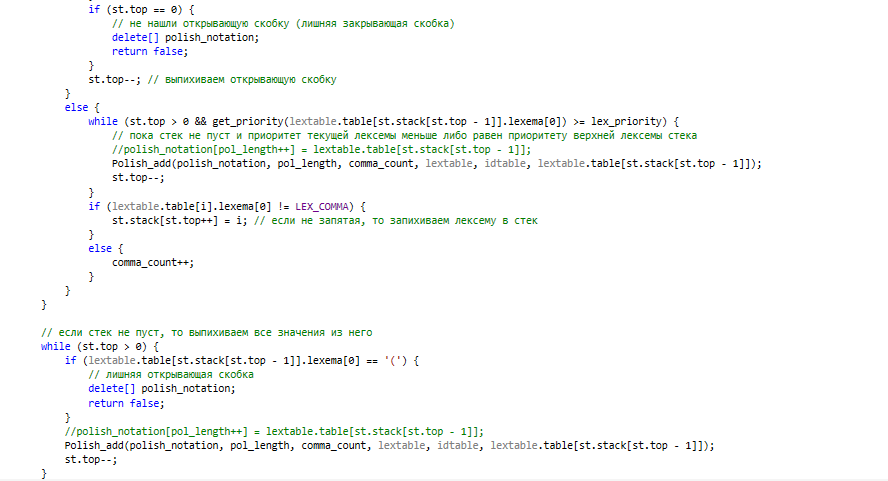 if (st.top == 0) {
// не нашли открывающую скобку (лишняя закрывающая скобка)
delete[] polish_notation;
return false;
}
st.top--; // выпихиваем открывающую скобку
}
else {
while (st.top > 0 && get_priority(lextable.table[st.stack[st.top - 1]].lexema[0]) >= lex_priority) {
// пока стек не пуст и приоритет текущей лексемы меньше либо равен приоритету верхней лексемы стека
//polish_notation[pol_length++] = lextable.table[st.stack[st.top - 1]];
Polish_add(polish_notation, pol_length, comma_count, lextable, idtable, lextable.table[st.stack[st.top - 1]]);
st.top--;
}
if (lextable.table[i].lexema[0] != LEX_COMMA) {
st.stack[st.top++] = i; // если не запятая, то запихиваем лексему в стек
}
else {
comma_count++;
}
}
}
// если стек не пуст, то выпихиваем все значения из него
while (st.top > 0) {
if (lextable.table[st.stack[st.top - 1]].lexema[0] == '(') {
// лишняя открывающая скобка
delete[] polish_notation;
return false;
}
//polish_notation[pol_length++] = lextable.table[st.stack[st.top - 1]];
Polish_add(polish_notation, pol_length, comma_count, lextable, idtable, lextable.table[st.stack[st.top - 1]]);
st.top--;
}